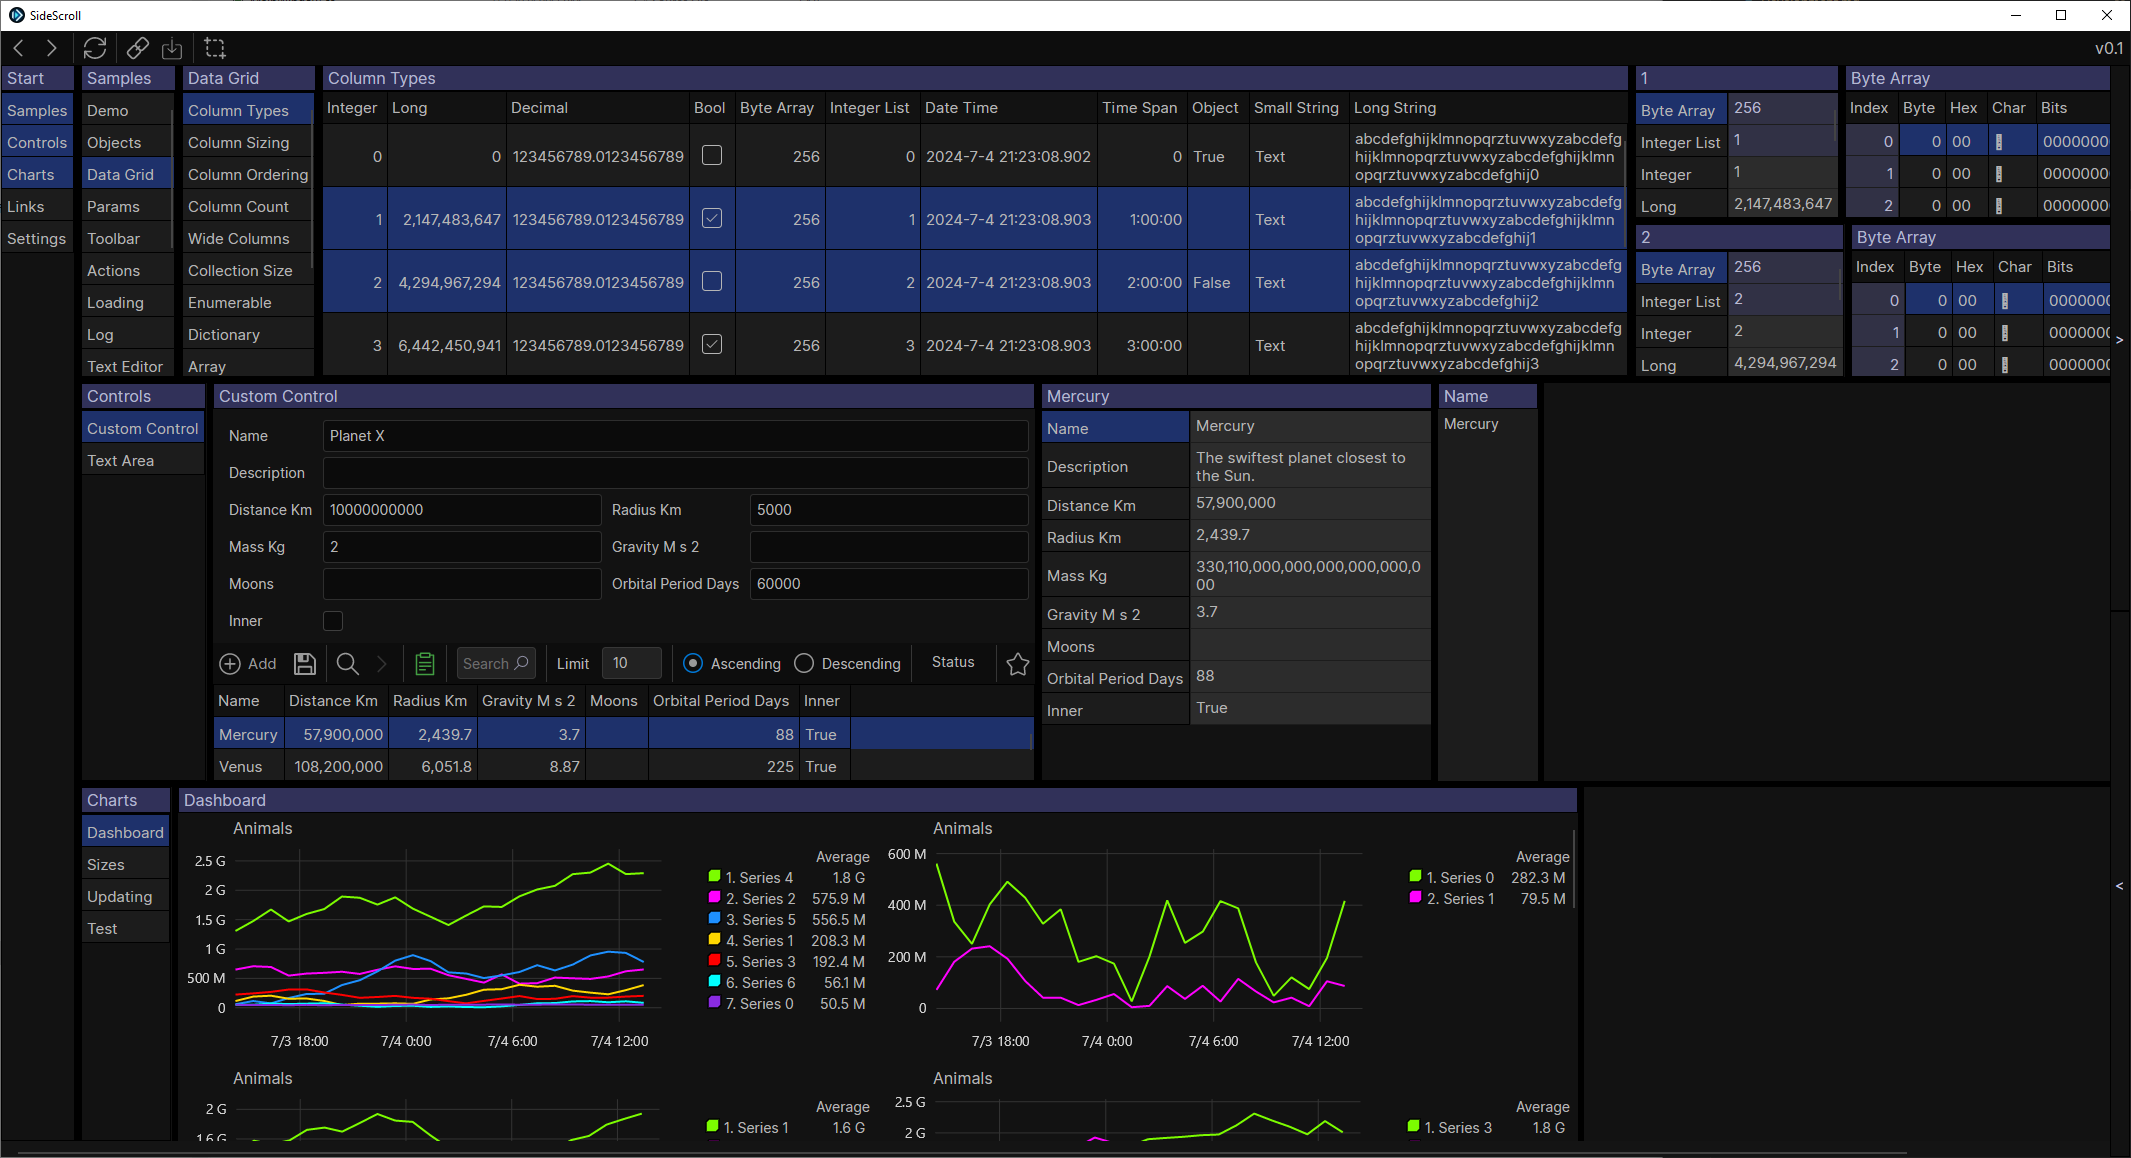 SideScroll
v0.1
Start
Samples
Controls
Charts
Links
Settings
Samples
Demo
Objects
Data Grid
Params
Toolbar
Actions
Loading
Log
Text Editor
Data Grid
Column Types
Column Sizing
Column Ordering
Column Count
Wide Columns
Collection Size
Enumerable
Dictionary
Array
Column Types
Integer Long Decimal Bool Byte Array Integer List Date Time Time Span Object Small String Long String
0 0 123456789.0123456789 256 0 2024-7-4 21:23:08.902 0 True Text
abcdefghijklmnopqrztuvwxyzabcdefg
hijklmnopqrztuvwxyzabcdefghijklmn
opqrztuvwxyzabcdefghij0
1 2,147,483,647 123456789.0123456789 256 1 2024-7-4 21:23:08.903 1:00:00 Text
abcdefghijklmnopqrztuvwxyzabcdefg
hijklmnopqrztuvwxyzabcdefghijklmn
opqrztuvwxyzabcdefghij1
2 4,294,967,294 123456789.0123456789 256 2 2024-7-4 21:23:08.903 2:00:00 False Text
abcdefghijklmnopqrztuvwxyzabcdefg
hijklmnopqrztuvwxyzabcdefghijklmn
opqrztuvwxyzabcdefghij2
3 6,442,450,941 123456789.0123456789 256 3 2024-7-4 21:23:08.903 3:00:00 Text
abcdefghijklmnopqrztuvwxyzabcdefg
hijklmnopqrztuvwxyzabcdefghijklmn
opqrztuvwxyzabcdefghij3
1
Byte Array 256
Integer List 1
Integer 1
Long 2,147,483,647
Byte Array
Index Byte Hex Char Bits
0 0 00 0000000
1 0 00 0000000
2 0 00 0000000
2
Byte Array 256
Integer List 2
Integer 2
Long 4,294,967,294
Byte Array
Index Byte Hex Char Bits
0 0 00 000000
1 0 00 000000
2 0 00 000000
>
Controls
Custom Control
Text Area
Custom Control
Name Planet X
Description
Distance Km 10000000000 Radius Km 5000
Mass Kg 2 Gravity M s 2
Moons Orbital Period Days 60000
Inner
Add Search Limit 10 Ascending Descending Status
Name Distance Km Radius Km Gravity M s 2 Moons Orbital Period Days Inner
Mercury 57,900,000 2,439.7 3.7 88 True
Venus 108,200,000 6,051.8 8.87 225 True
Mercury
Name Mercury
Description The swiftest planet closest to
the Sun.
Distance Km 57,900,000
Radius Km 2,439.7
Mass Kg 330,110,000,000,000,000,000,0
00
Gravity M s 2 3.7
Moons
Orbital Period Days 88
Inner True
Name
Mercury
Charts
Dashboard
Sizes
Updating
Test
Dashboard
Animals
2.5 G
2 G
1.5 G
1 G
500 M
0
7/3 18:00 7/4 0:00 7/4 6:00 7/4 12:00
Average
1. Series 4 1.8 G
2. Series 2 575.9 M
3. Series 5 556.5 M
4. Series 1 208.3 M
5. Series 3 192.4 M
6. Series 6 56.1 M
7. Series 0 50.5 M
Animals
600 M
400 M
200 M
0
7/3 18:00 7/4 0:00 7/4 6:00 7/4 12:00
Average
1. Series 0 282.3 M
2. Series 1 79.5 M
<
Animals
2 G
1.6 G
Average
1. Series 1 1.6 G
Animals
2.5 G
2 G
Average
1. Series 3 1.8 G